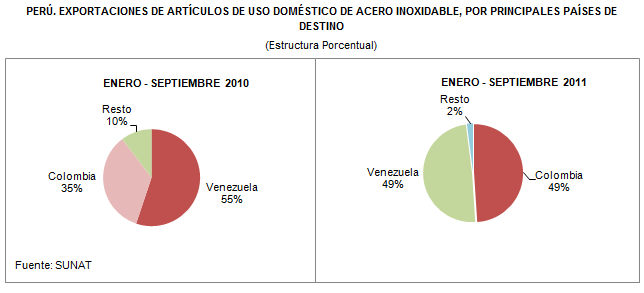 PERÚ. EXPORTACIONES DE ARTÍCULOS DE USO DOMÉSTICO DE ACERO INOXIDABLE, POR PRINCIPALES PAÍSES DE
DESTINO
(Estructura Porcentual)
ENERO - SEPTIEMBRE 2010
Resto
10%
Colombia
35%
Venezuela
55%
Fuente: SUNAT
ENERO - SEPTIEMBRE 2011
Resto
2%
Venezuela
49%
Colombia
49%